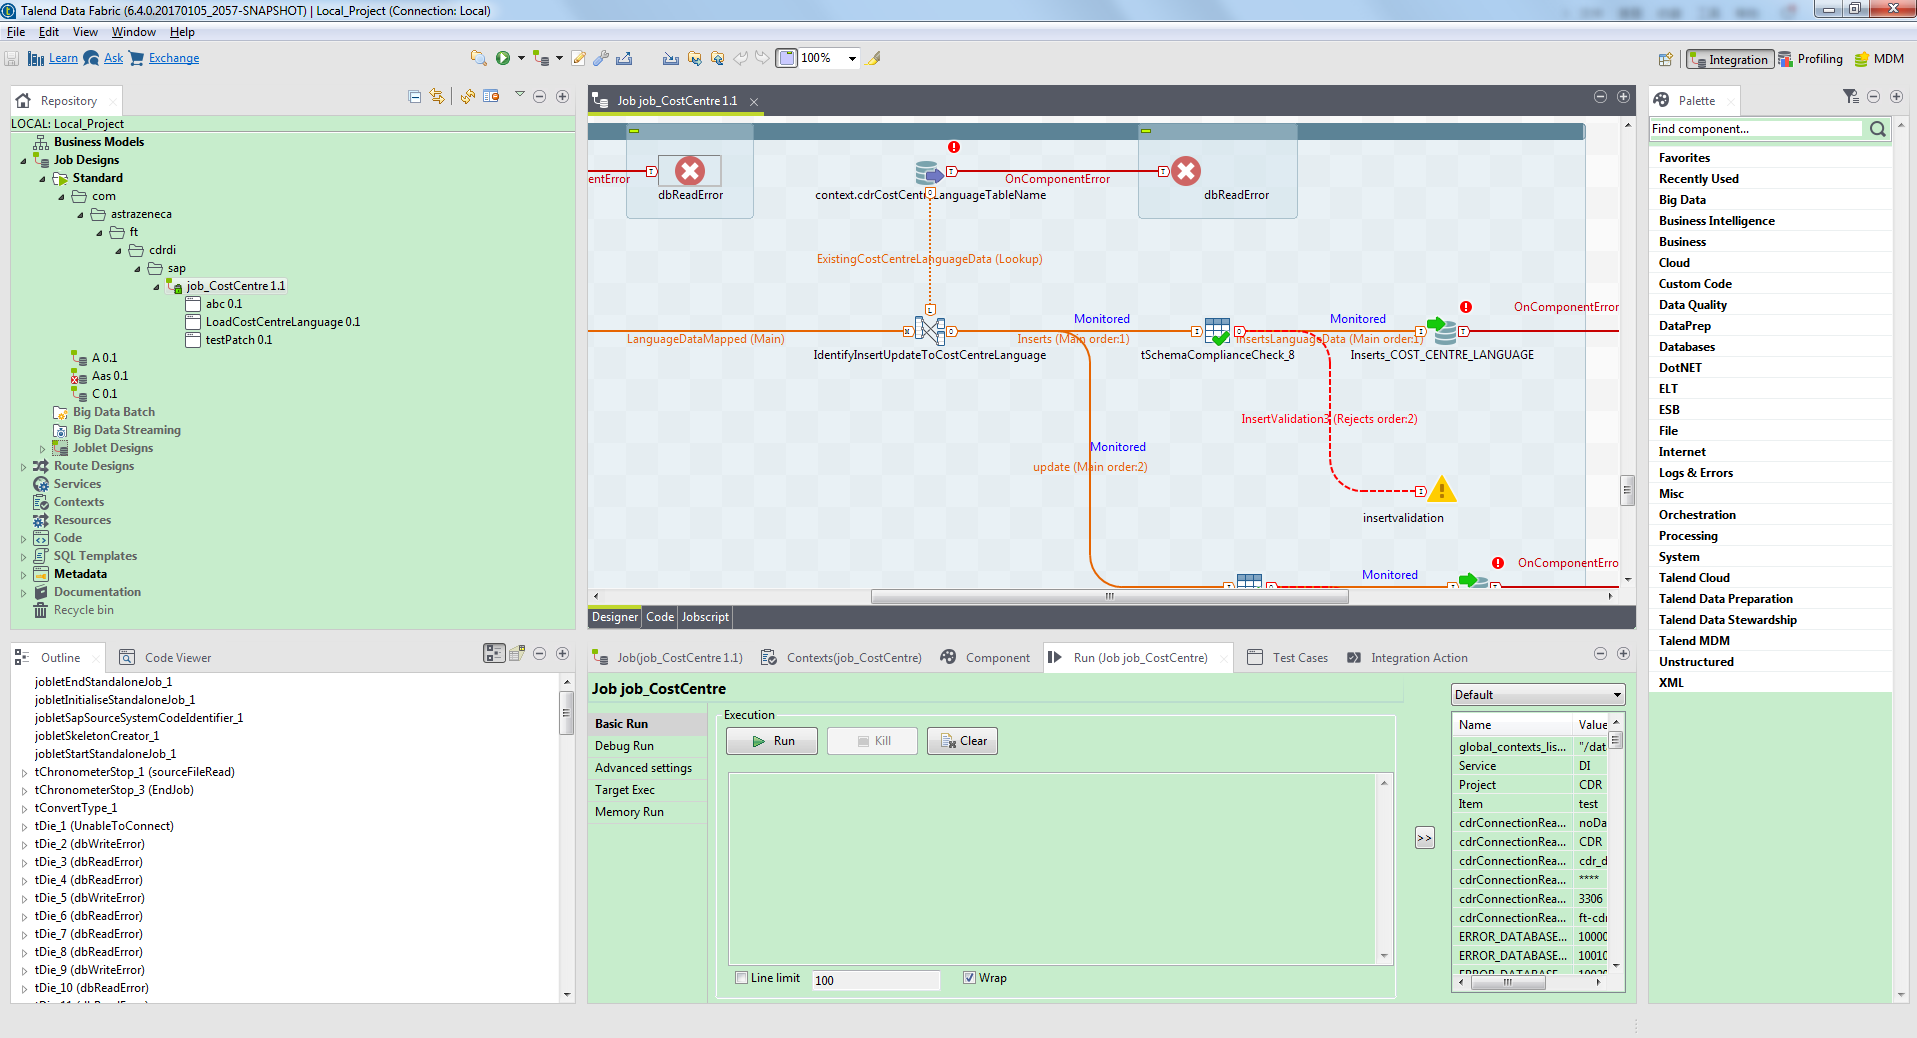 Talend Data Fabric (6.4.0.20170105_2057-SNAPSHOT) | Local_Project (Connection: Local)
File Edit View Window Help
Learn Ask Exchange
100%
Integration Profiling MDM
Repository
LOCAL: Local_Project
Business Models
Job Designs
Standard
com
astrazeneca
ft
cdrdi
sap
job_CostCentre 1.1
abc 0.1
LoadCostCentreLanguage 0.1
testPatch 0.1
A 0.1
Aas 0.1
C 0.1
Big Data Batch
Big Data Streaming
Joblet Designs
Route Designs
Services
Contexts
Resources
Code
SQL Templates
Metadata
Documentation
Recycle bin
Job job_CostCentre 1.1
entError
dbReadError
context.cdrCostCentreLanguageTableName
OnComponentError
dbReadError
ExistingCostCentreLanguageData (Lookup)
LanguageDataMapped (Main)
IdentifyInsertUpdateToCostCentreLanguage
Monitored
Inserts (Main order:1)
tSchemaComplianceCheck_8
Monitored
InsertsLanguageData (Main order:1)
Inserts_COST_CENTRE_LANGUAGE
OnComponentError
InsertValidation3 (Rejects order:2)
Monitored
update (Main order:2)
insertvalidation
Monitored
OnComponentErro
Designer Code Jobscript
Palette
Find component...
Favorites
Recently Used
Big Data
Business Intelligence
Business
Cloud
Custom Code
Data Quality
DataPrep
Databases
DotNET
ELT
ESB
File
Internet
Logs & Errors
Misc
Orchestration
Processing
System
Talend Cloud
Talend Data Preparation
Talend Data Stewardship
Talend MDM
Unstructured
XML
Outline Code Viewer
jobletEndStandaloneJob_1
jobletInitialiseStandaloneJob_1
jobletSapSourceSystemCodeIdentifier_1
jobletSkeletonCreator_1
jobletStartStandaloneJob_1
tChronometerStop_1 (sourceFileRead)
tChronometerStop_3 (EndJob)
tConvertType_1
tDie_1 (UnableToConnect)
tDie_2 (dbWriteError)
tDie_3 (dbReadError)
tDie_4 (dbReadError)
tDie_5 (dbWriteError)
tDie_6 (dbReadError)
tDie_7 (dbReadError)
tDie_8 (dbReadError)
tDie_9 (dbWriteError)
tDie_10 (dbReadError)
Job(job_CostCentre 1.1) Contexts(job_CostCentre) Component Run (Job job_CostCentre) Test Cases Integration Action
Job job_CostCentre
Basic Run
Debug Run
Advanced settings
Target Exec
Memory Run
Execution
Run Kill Clear
Line limit 100 Wrap
>>
Default
Name Value
global_contexts_lis... "/dat
Service DI
Project CDR
Item test
cdrConnectionRea... noDa
cdrConnectionRea... CDR
cdrConnectionRea... cdr_d
cdrConnectionRea... ****
cdrConnectionRea... 3306
cdrConnectionRea... ft-cdr
ERROR_DATABASE... 10000
ERROR_DATABASE... 10010